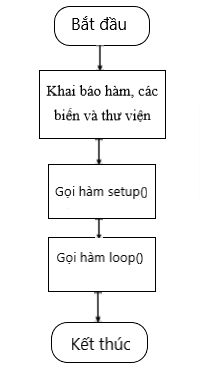 Bắt đầu
Khai báo hàm, các
biến và thư viện
Gọi hàm setup()
Gọi hàm loop()
Kết thúc